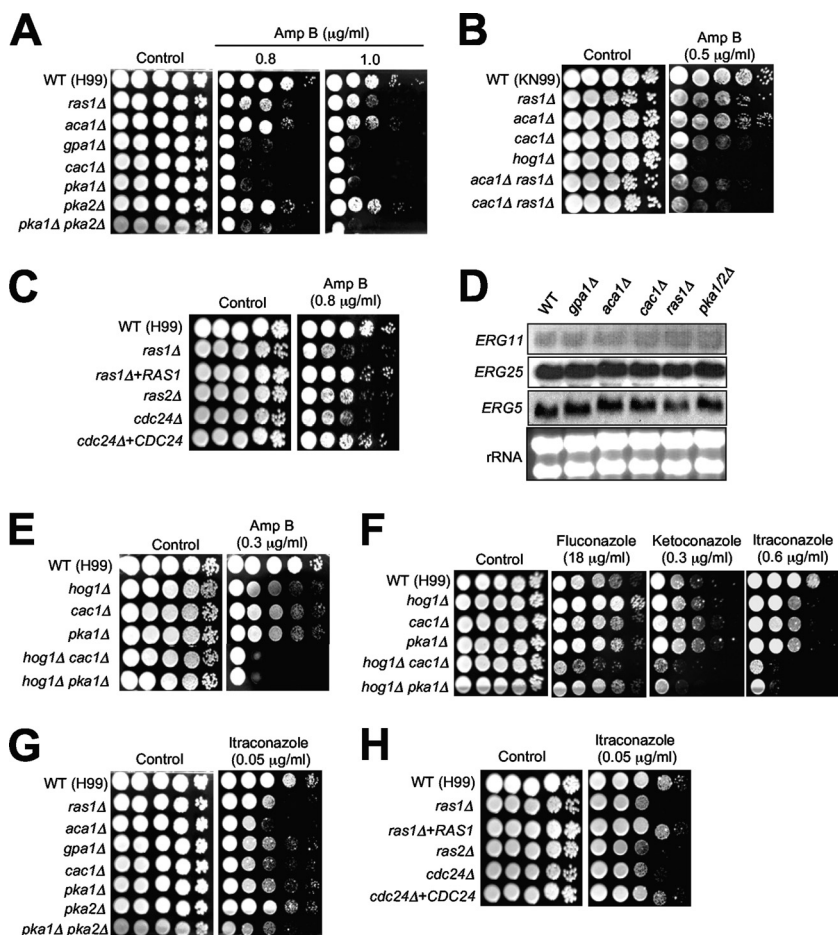 A
Amp B (µg/ml)
Control
0.8
1.0
WT (H99)
ras1Δ
aca1Δ
gpa1Δ
cac1Δ
pka1Δ
pka2Δ
pka1Δ pka2Δ
B
Amp B
Control
(0.5 µg/ml)
WT (KN99)
ras1Δ
aca1Δ
cac1Δ
hog1Δ
aca1Δ ras1Δ
cac1Δ ras1Δ
C
Amp B
Control
(0.8 µg/ml)
WT (H99)
ras1Δ
ras1Δ+RAS1
ras2Δ
cdc24Δ
cdc24Δ+CDC24
D
WT gpa1Δ aca1Δ cac1Δ ras1Δ pka1/2Δ
ERG11
ERG25
ERG5
rRNA
E
Amp B
Control
(0.3 µg/ml)
WT (H99)
hog1Δ
cac1Δ
pka1Δ
hog1Δ cac1Δ
hog1Δ pka1Δ
F
Fluconazole Ketoconazole Itraconazole
Control (18 µg/ml) (0.3 µg/ml) (0.6 µg/ml)
WT (H99)
hog1Δ
cac1Δ
pka1Δ
hog1Δ cac1Δ
hog1Δ pka1Δ
G
Itraconazole
Control
(0.05 µg/ml)
WT (H99)
ras1Δ
aca1Δ
gpa1Δ
cac1Δ
pka1Δ
pka2Δ
pka1Δ pka2Δ
H
Itraconazole
Control
(0.05 µg/ml)
WT (H99)
ras1Δ
ras1Δ+RAS1
ras2Δ
cdc24Δ
cdc24Δ+CDC24